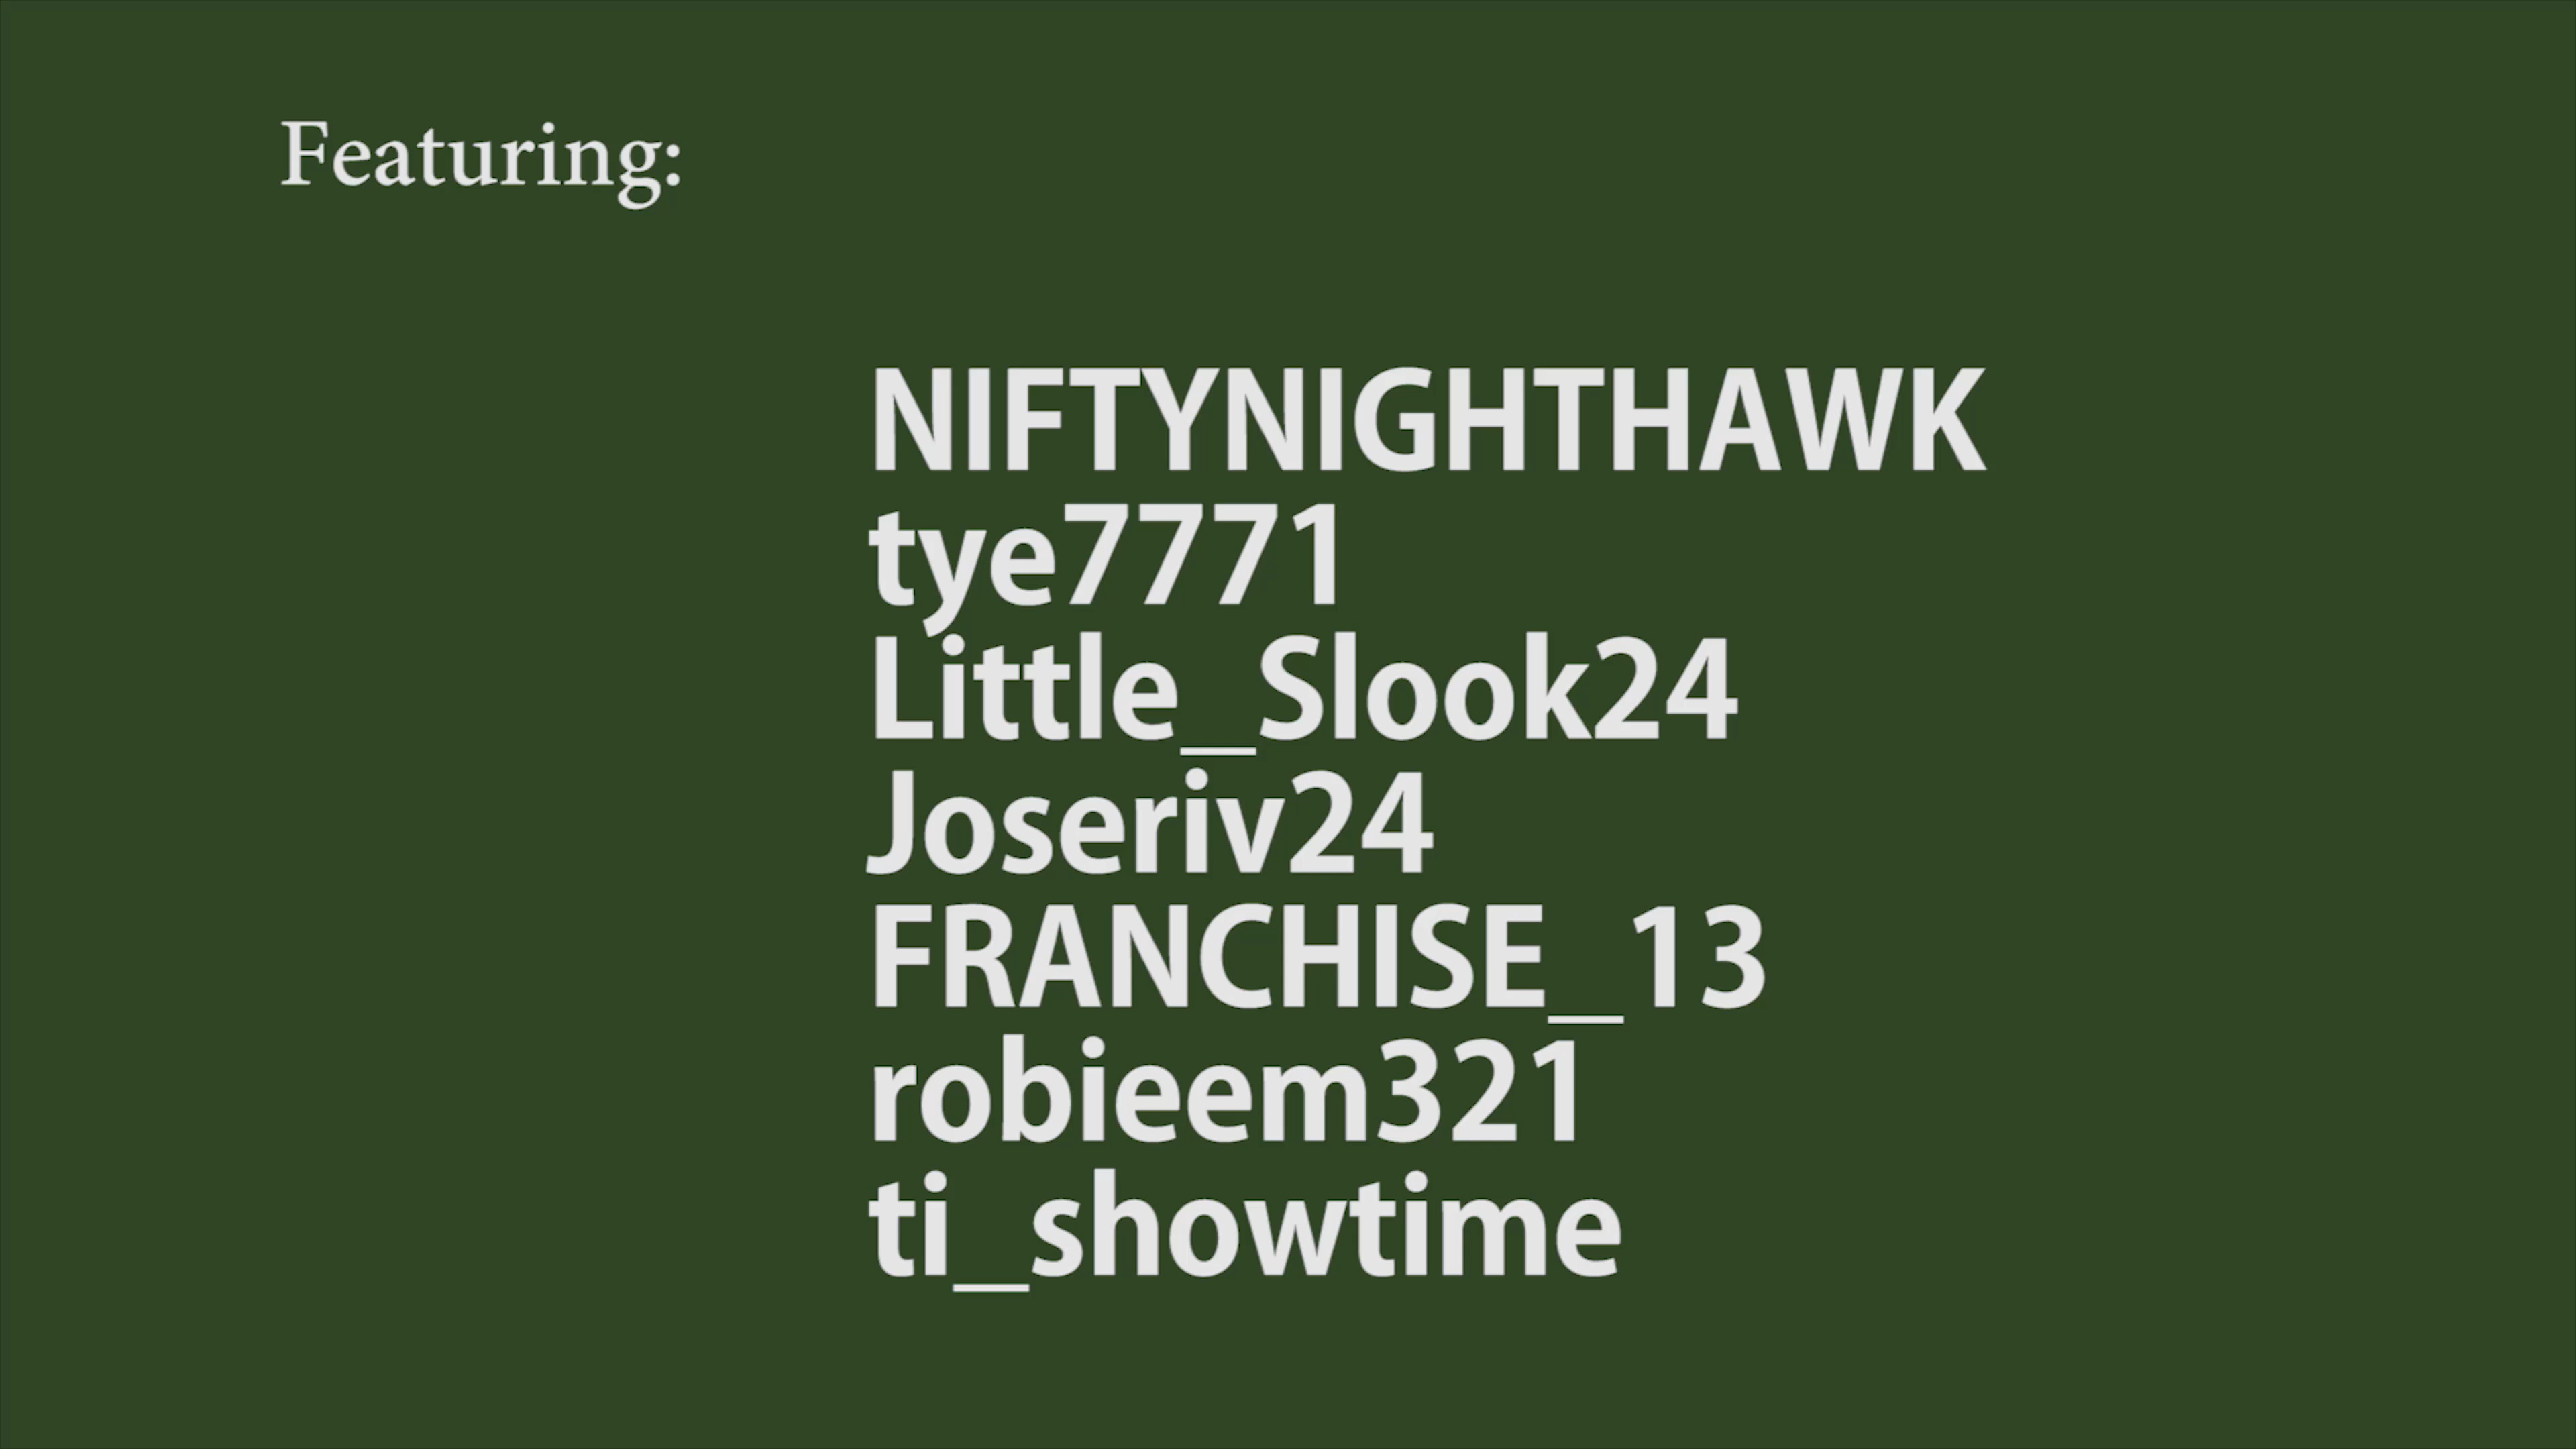 Featuring:
NIFTYNIGHTHAWK
tye7771
Little_Slook24
Joseriv24
FRANCHISE_13
robieem321
ti_showtime